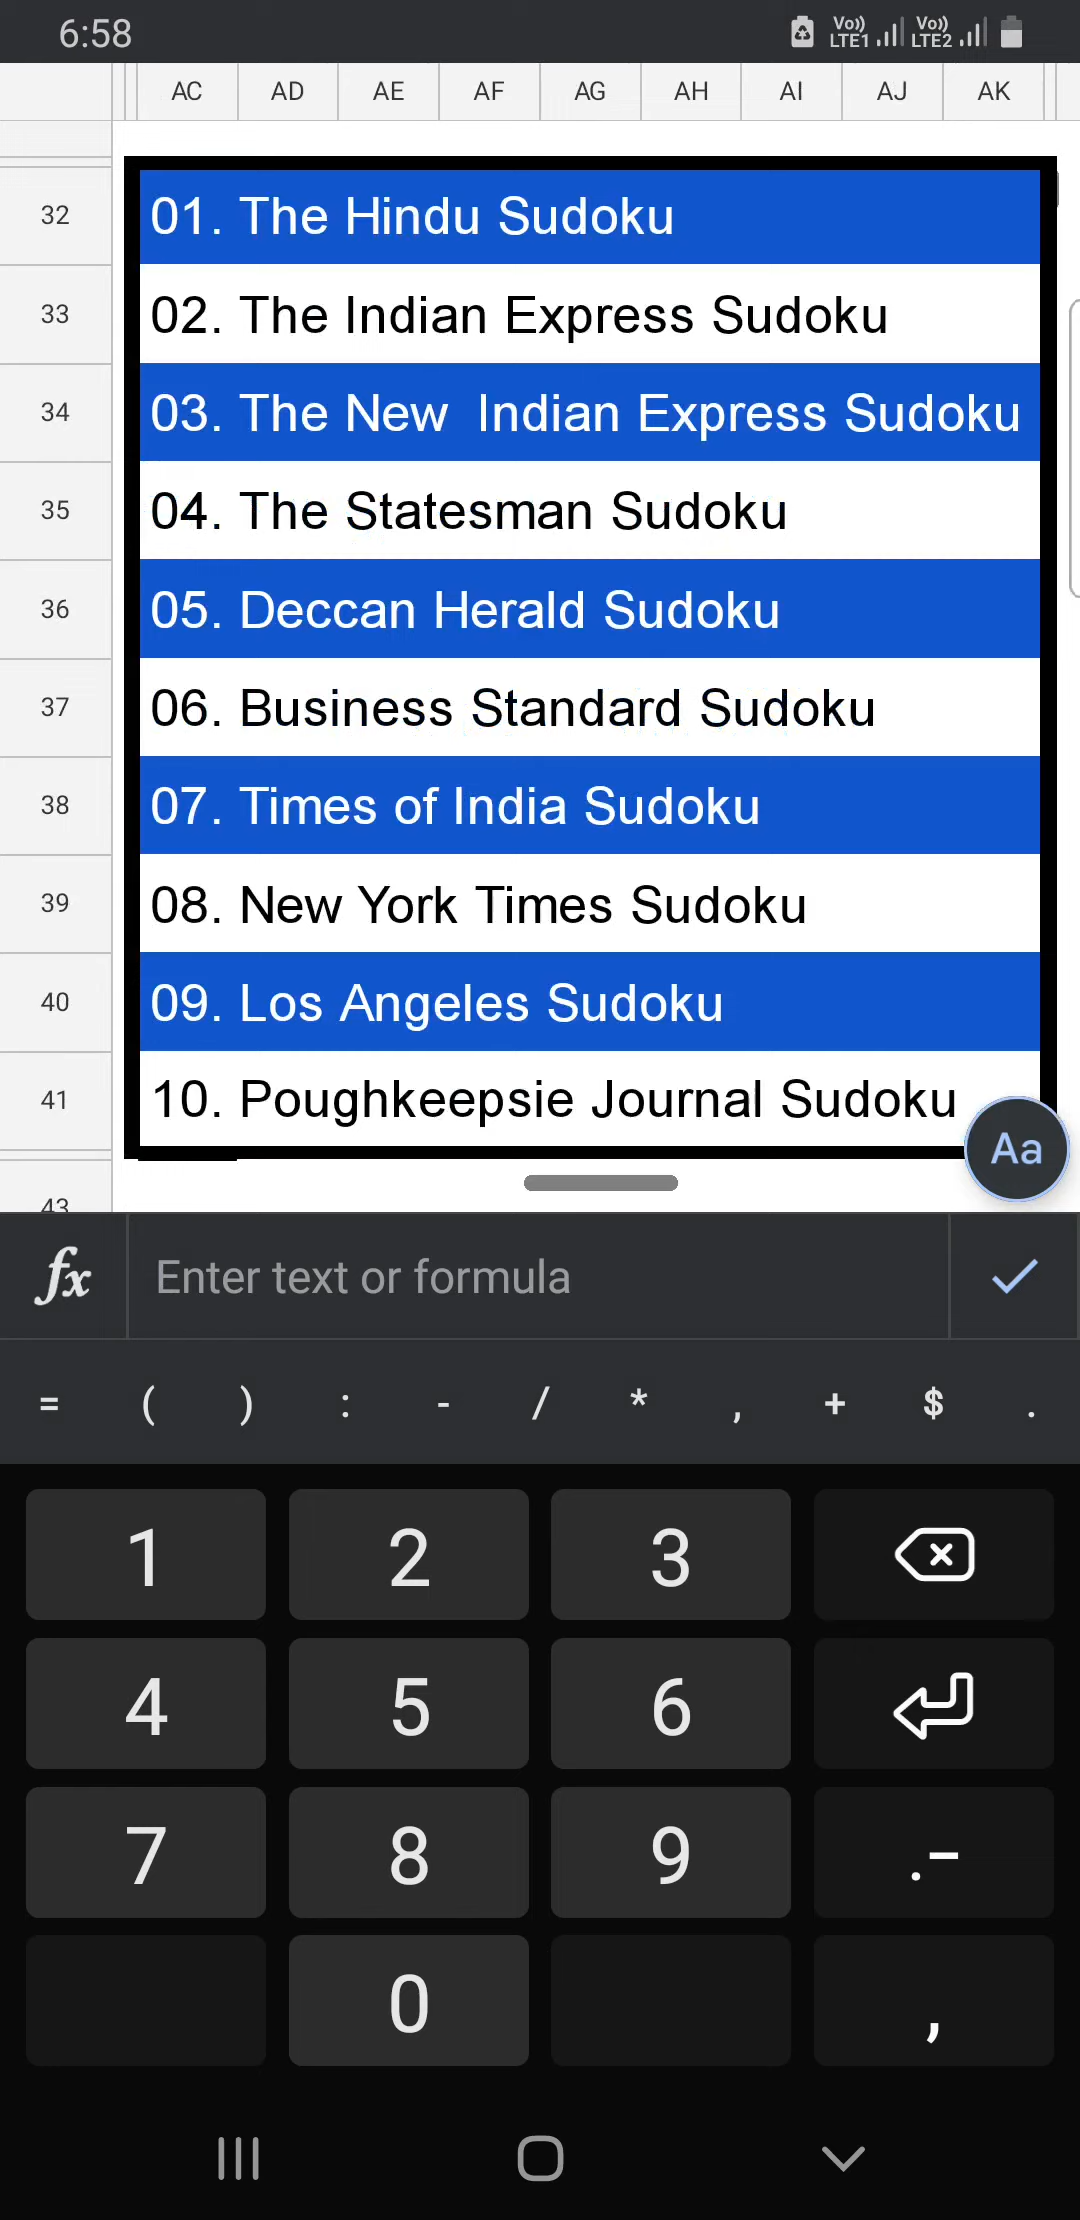 6:58
Vo)) LTE1 Vo)) LTE2
AC AD AE AF AG AH AI AJ AK
32 01. The Hindu Sudoku
33 02. The Indian Express Sudoku
34 03. The New  Indian Express Sudoku
35 04. The Statesman Sudoku
36 05. Deccan Herald Sudoku
37 06. Business Standard Sudoku
38 07. Times of India Sudoku
39 08. New York Times Sudoku
40 09. Los Angeles Sudoku
41 10. Poughkeepsie Journal Sudoku
Aa
43
fx Enter text or formula
= ( ) : - / * , + $ .
1 2 3
4 5 6
7 8 9 .-
0 ,